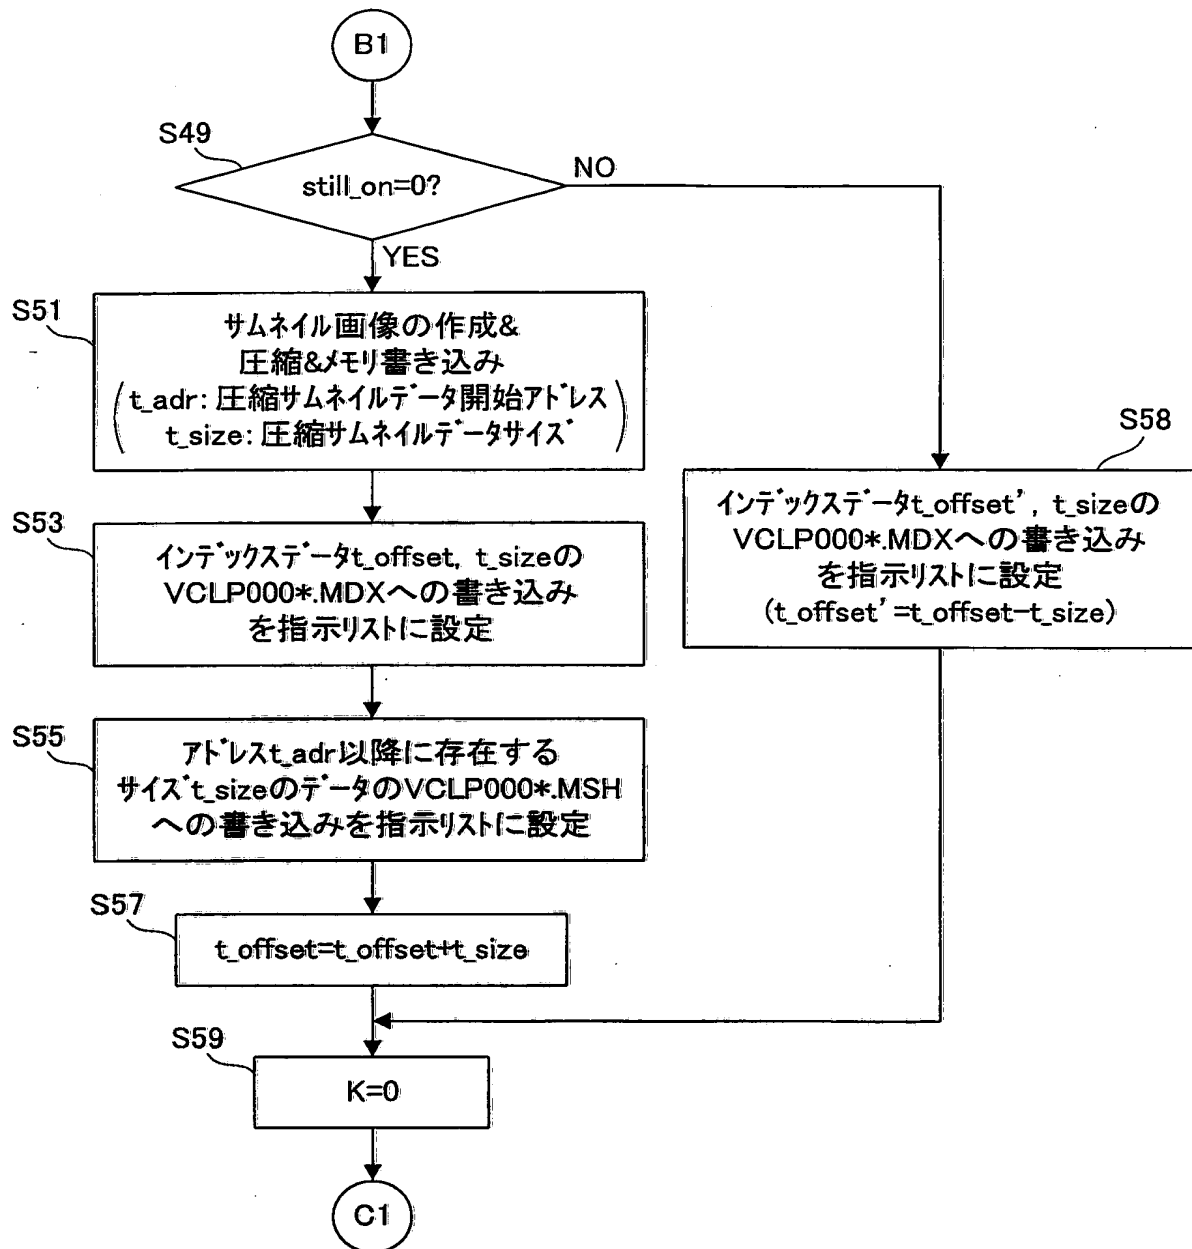 B1
S49
still_on=0?
NO
YES
S51
サムネイル画像の作成&
圧縮&メモリ書き込み
t_adr:圧縮サムネイルデータ開始アドレス
t_size:圧縮サムネイルデータサイズ
S53
インデックスデータt_offset, t_sizeの
VCLP000*.MDXへの書き込み
を指示リストに設定
S58
インデックスデータt_offset', t_sizeの
VCLP000*.MDXへの書き込み
を指示リストに設定
(t_offset'=t_offset-t_size)
S55
アドレスt_adr以降に存在する
サイズt_sizeのデータのVCLP000*.MSH
への書き込みを指示リストに設定
S57
t_offset=t_offset+t_size
S59
K=0
C1